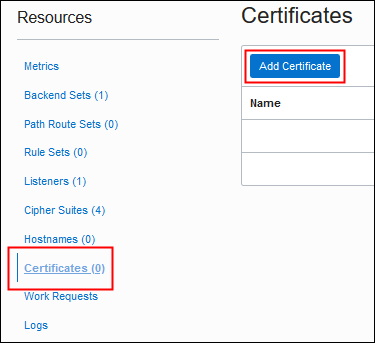 Resources
Metrics
Backend Sets (1)
Path Route Sets (0)
Rule Sets (0)
Listeners (1)
Cipher Suites (4)
Hostnames (0)
Certificates (0)
Work Requests
Logs
Certificates
Add Certificate
Name